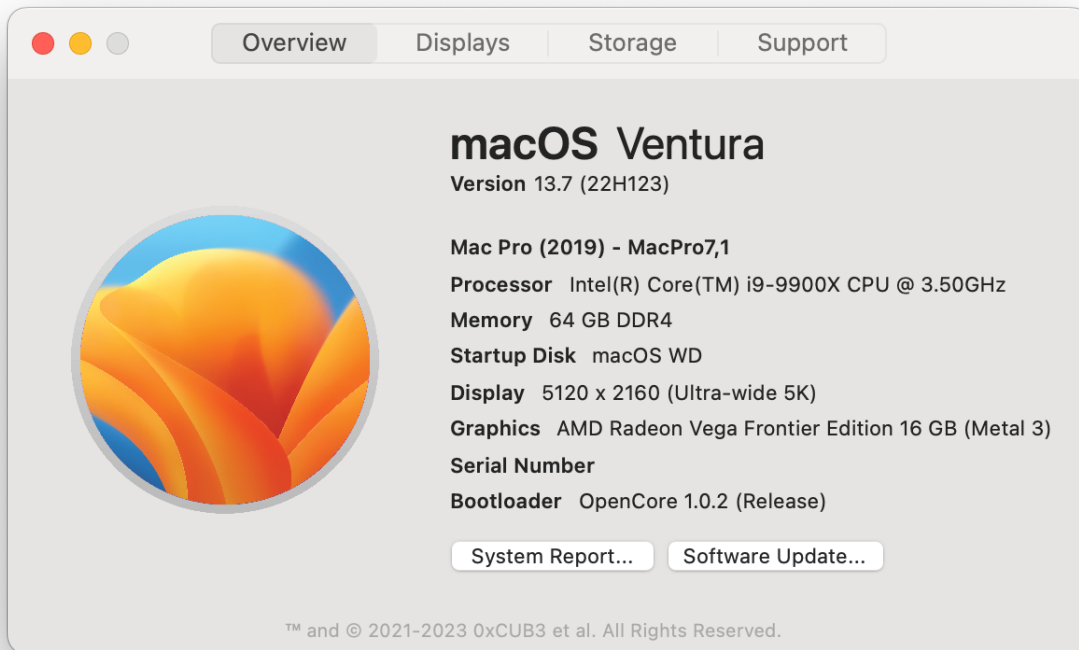 Overview Displays Storage Support
macOS Ventura
Version 13.7 (22H123)
Mac Pro (2019) - MacPro7,1
Processor Intel(R) Core(TM) i9-9900X CPU @ 3.50GHz
Memory 64 GB DDR4
Startup Disk macOS WD
Display 5120 x 2160 (Ultra-wide 5K)
Graphics AMD Radeon Vega Frontier Edition 16 GB (Metal 3)
Serial Number
Bootloader OpenCore 1.0.2 (Release)
System Report... Software Update...
™ and © 2021-2023 0xCUB3 et al. All Rights Reserved.